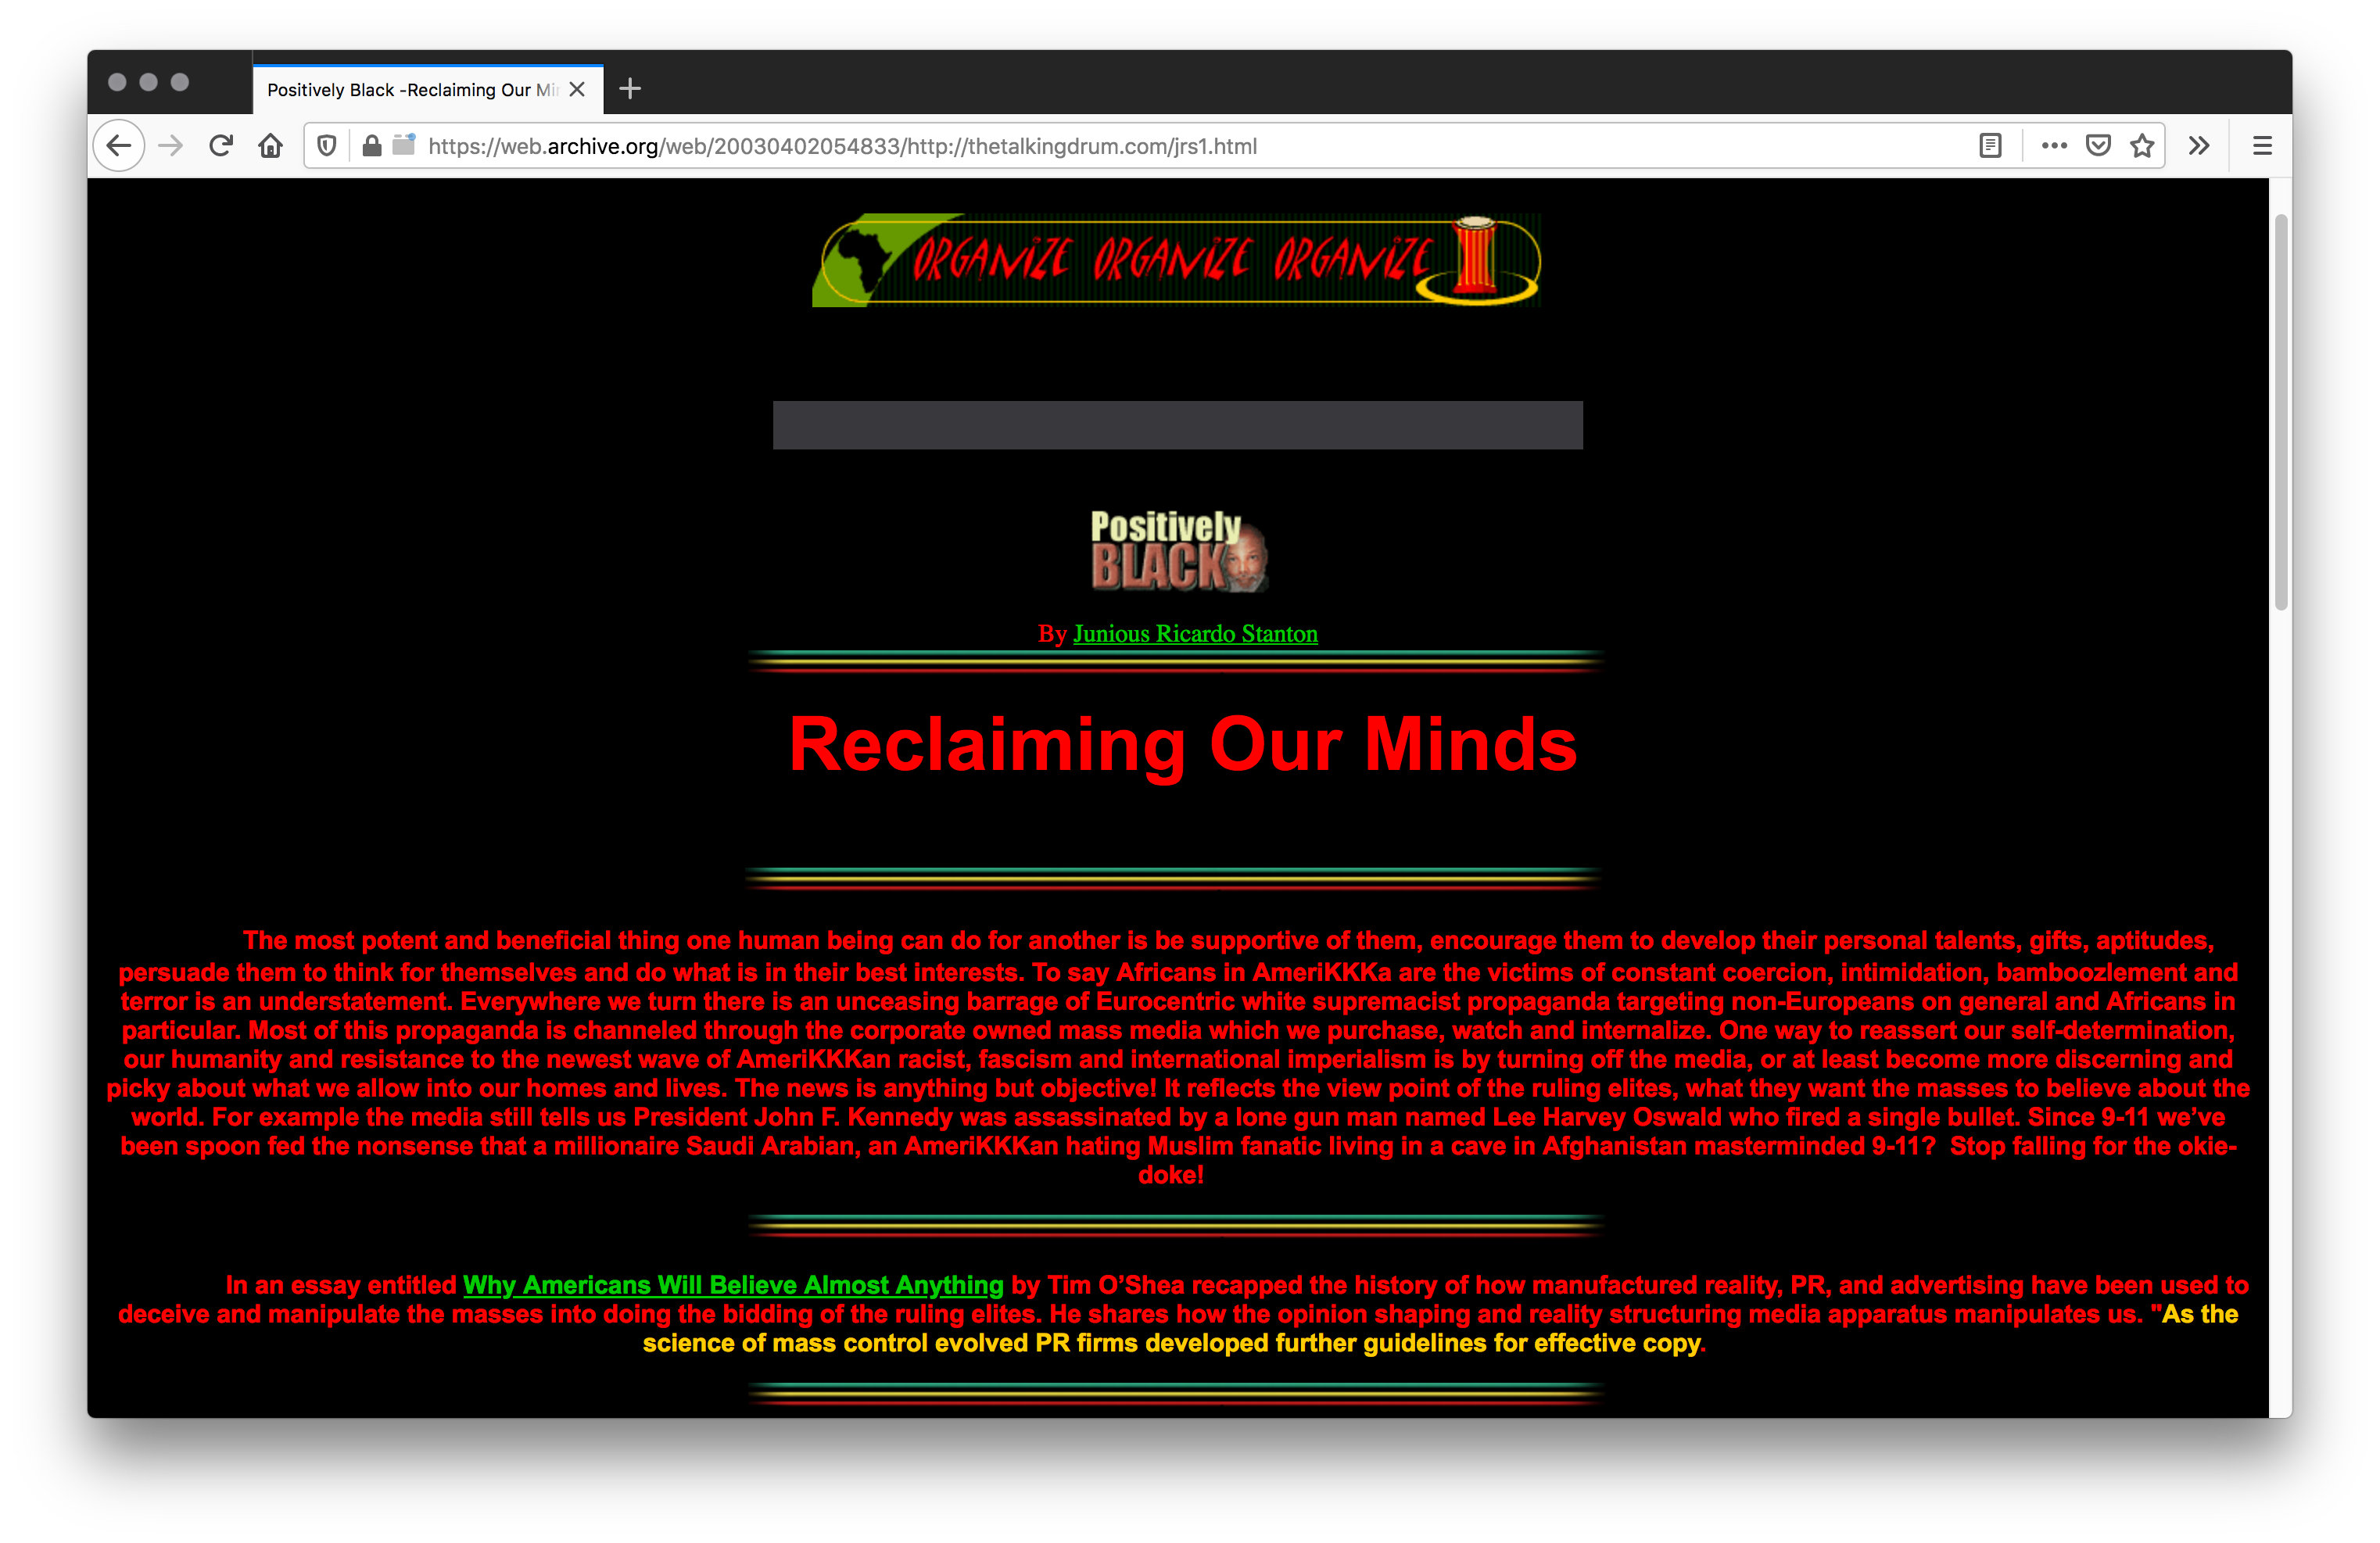 Positively Black -Reclaiming Our Mi
https://web.archive.org/web/20030402054833/http://thetalkingdrum.com/jrs1.html
ORGANiZE ORGANiZE ORGANiZE
Positively
BLACK
By Junious Ricardo Stanton
Reclaiming Our Minds
The most potent and beneficial thing one human being can do for another is be supportive of them, encourage them to develop their personal talents, gifts, aptitudes,
persuade them to think for themselves and do what is in their best interests. To say Africans in AmeriKKKa are the victims of constant coercion, intimidation, bamboozlement and
terror is an understatement. Everywhere we turn there is an unceasing barrage of Eurocentric white supremacist propaganda targeting non-Europeans on general and Africans in
particular. Most of this propaganda is channeled through the corporate owned mass media which we purchase, watch and internalize. One way to reassert our self-determination,
our humanity and resistance to the newest wave of AmeriKKKan racist, fascism and international imperialism is by turning off the media, or at least become more discerning and
picky about what we allow into our homes and lives. The news is anything but objective! It reflects the view point of the ruling elites, what they want the masses to believe about the
world. For example the media still tells us President John F. Kennedy was assassinated by a lone gun man named Lee Harvey Oswald who fired a single bullet. Since 9-11 we’ve
been spoon fed the nonsense that a millionaire Saudi Arabian, an AmeriKKKan hating Muslim fanatic living in a cave in Afghanistan masterminded 9-11?  Stop falling for the okie-
doke!
In an essay entitled Why Americans Will Believe Almost Anything by Tim O’Shea recapped the history of how manufactured reality, PR, and advertising have been used to
deceive and manipulate the masses into doing the bidding of the ruling elites. He shares how the opinion shaping and reality structuring media apparatus manipulates us. "As the
science of mass control evolved PR firms developed further guidelines for effective copy.